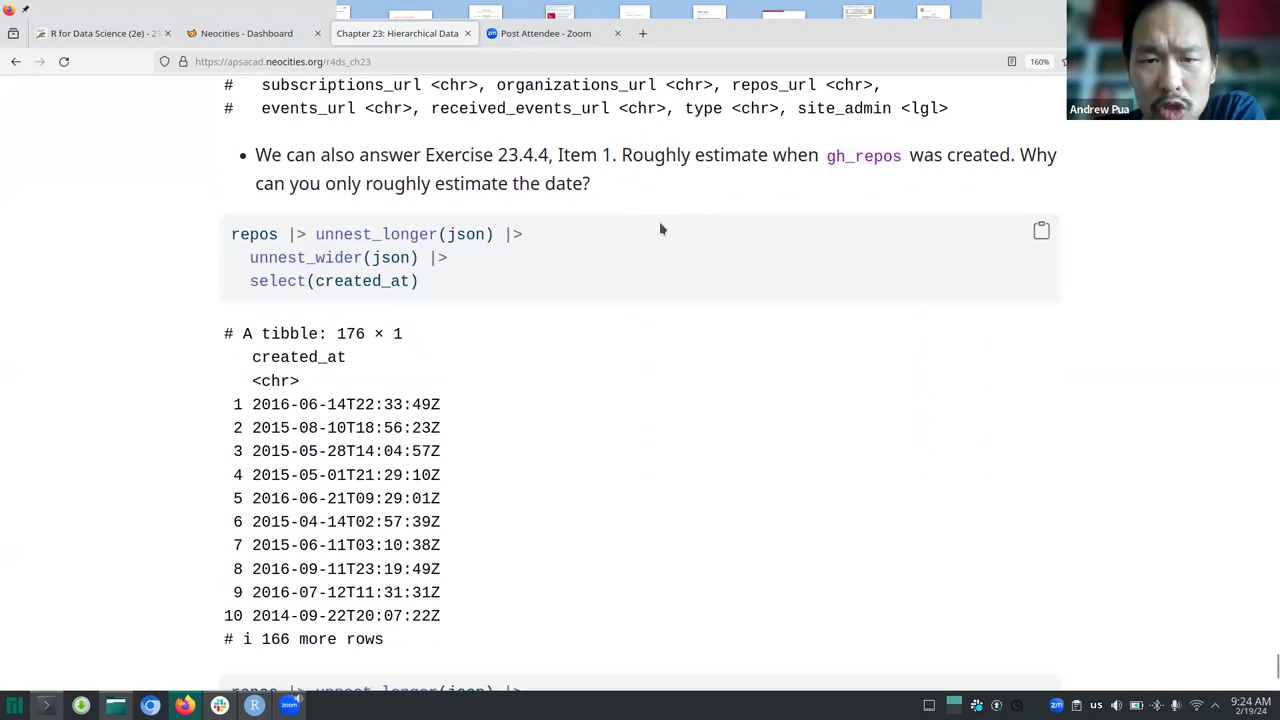 R for Data Science (2e) - 23
Neocities - Dashboard
Chapter 23: Hierarchical Data
Post Attendee - Zoom
https://apsacad.neocities.org/r4ds_ch23
160%
Andrew Pua
# subscriptions_url <chr>, organizations_url <chr>, repos_url <chr>,
# events_url <chr>, received_events_url <chr>, type <chr>, site_admin <lgl>
• We can also answer Exercise 23.4.4, Item 1. Roughly estimate when gh_repos was created. Why
can you only roughly estimate the date?
repos |> unnest_longer(json) |>
unnest_wider(json) |>
select(created_at)
# A tibble: 176 × 1
created_at
<chr>
1 2016-06-14T22:33:49Z
2 2015-08-10T18:56:23Z
3 2015-05-28T14:04:57Z
4 2015-05-01T21:29:10Z
5 2016-06-21T09:29:01Z
6 2015-04-14T02:57:39Z
7 2015-06-11T03:10:38Z
8 2016-09-11T23:19:49Z
9 2016-07-12T11:31:31Z
10 2014-09-22T20:07:22Z
# i 166 more rows
repos |> unnest_longer(json) |>
zoom
zm
us
9:24 AM
2/19/24